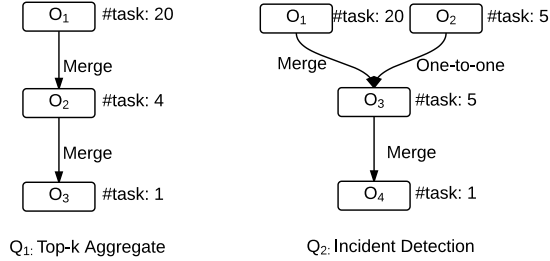 O1 #task: 20
Merge
O2 #task: 4
Merge
O3 #task: 1
Q1: Top-k Aggregate
O1 #task: 20 O2 #task: 5
Merge One-to-one
O3 #task: 5
Merge
O4 #task: 1
Q2: Incident Detection